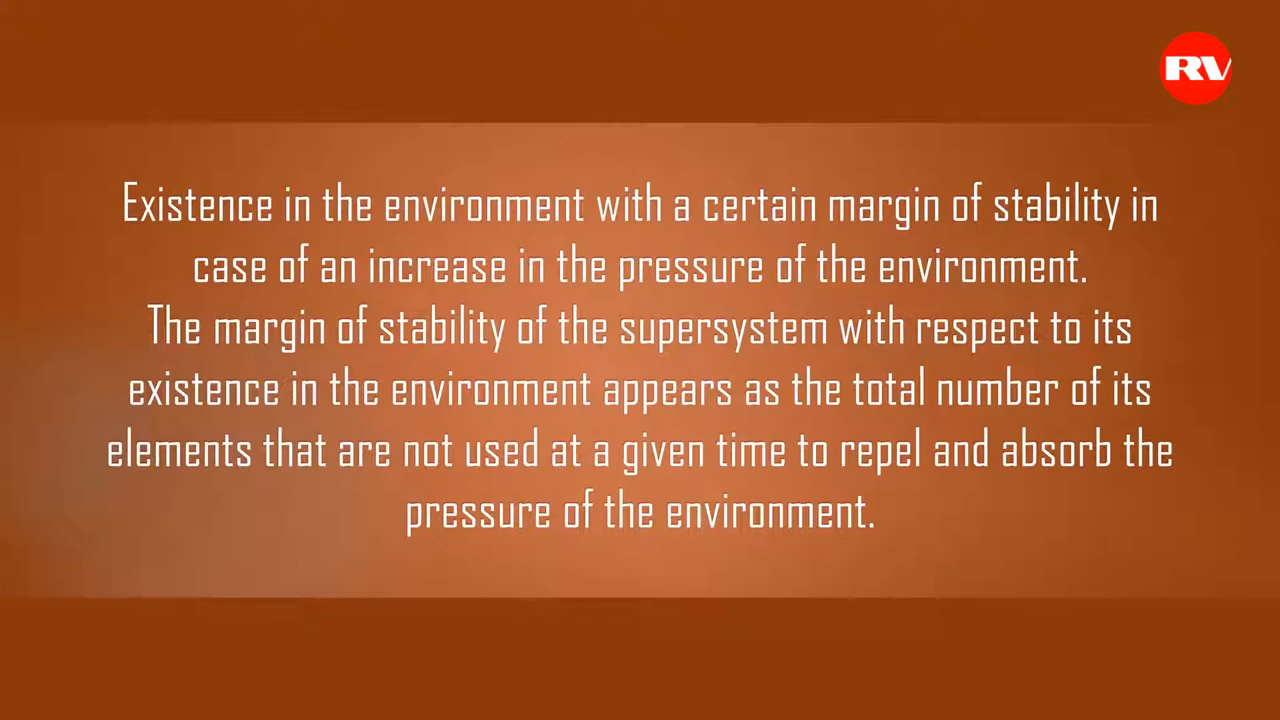 RV
Existence in the environment with a certain margin of stability in
case of an increase in the pressure of the environment.
The margin of stability of the supersystem with respect to its
existence in the environment appears as the total number of its
elements that are not used at a given time to repel and absorb the
pressure of the environment.